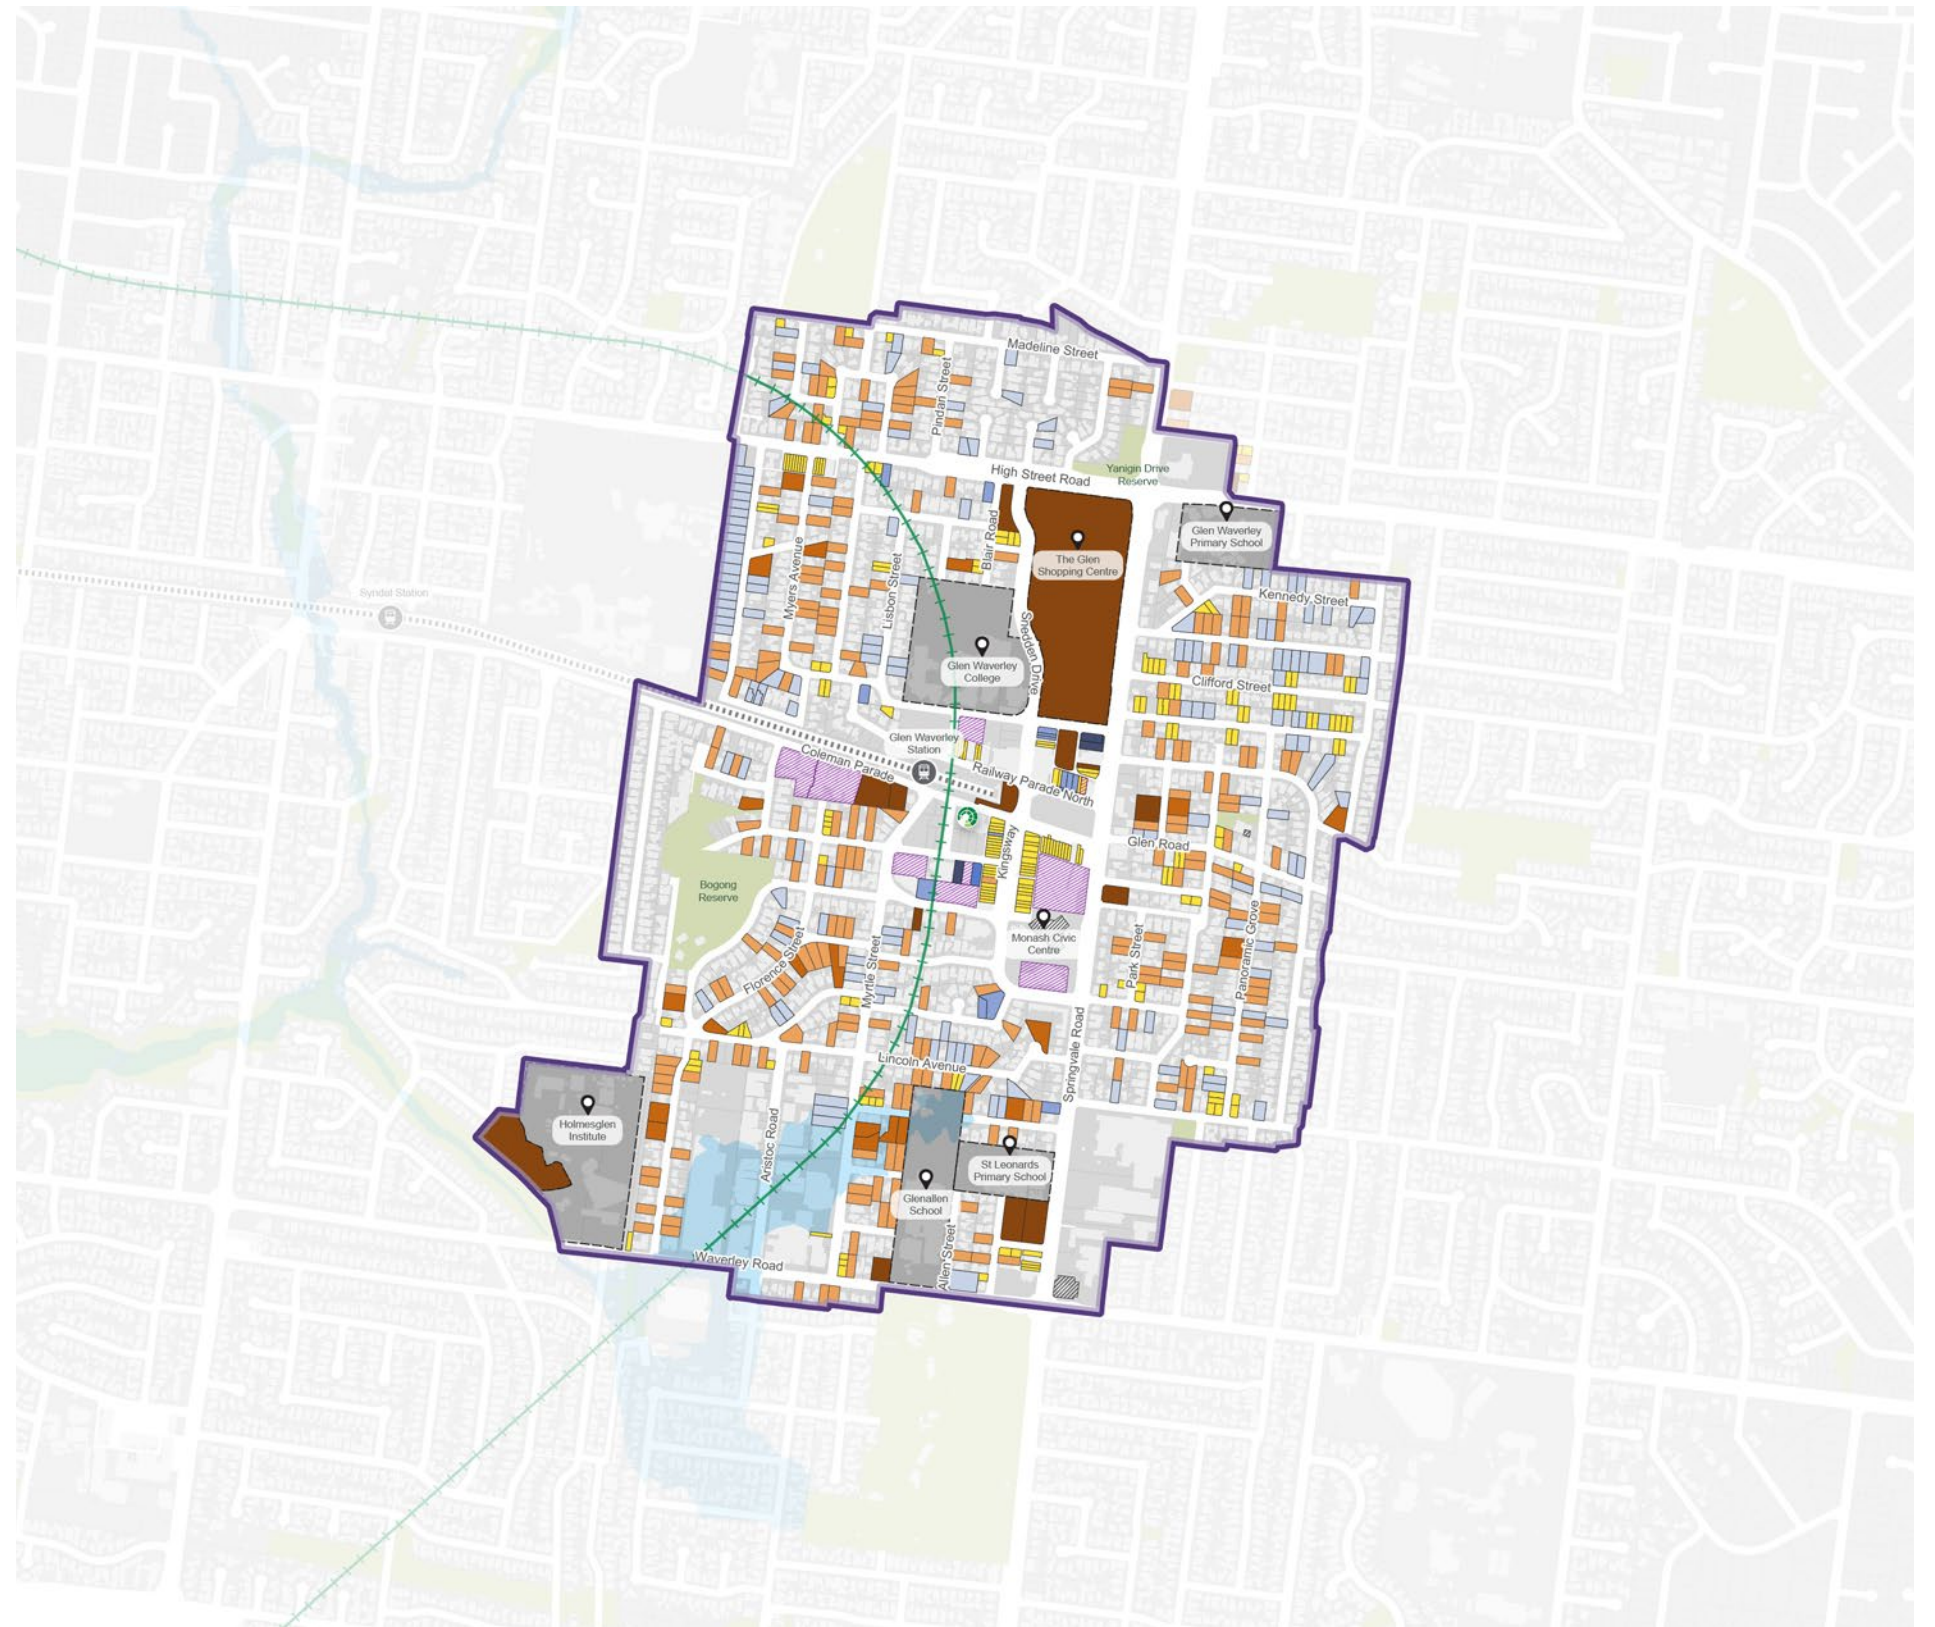 Madeline Street
Pindari Street
High Street Road
Yanigin Drive
Reserve
Glen Waverley
Primary School
Blair Road
The Glen
Shopping Centre
Myers Avenue
Lisbon Street
Kennedy Street
Syndal Station
Snedden Drive
Glen Waverley
College
Clifford Street
Glen Waverley
Station
Coleman Parade
Railway Parade North
Kingsway
Glen Road
Bogong
Reserve
Monash Civic
Centre
Park Street
Panoramic Grove
Florence Street
Myrtle Street
Springvale Road
Lincoln Avenue
Holmesglen
Institute
Aristoc Road
St Leonards
Primary School
Glenallen
School
Allen Street
Waverley Road